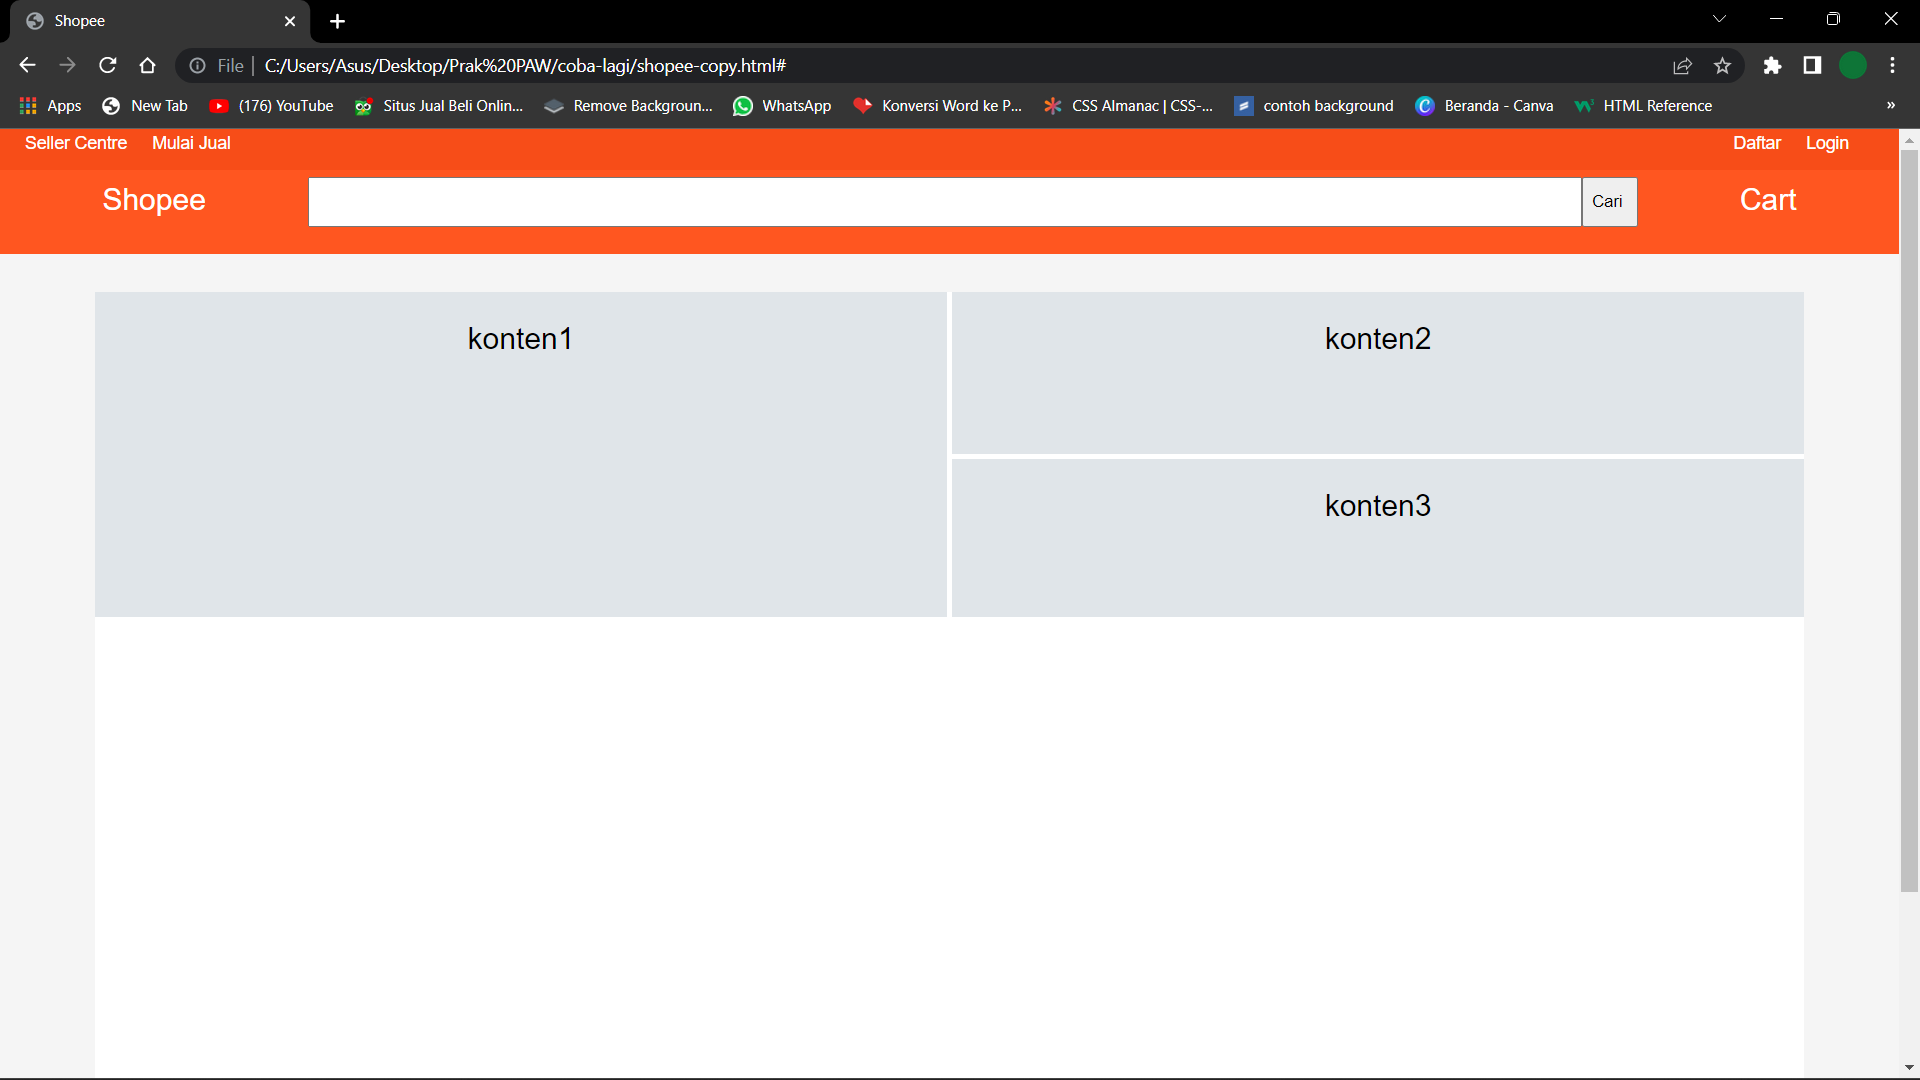 Shopee
File | C:/Users/Asus/Desktop/Prak%20PAW/coba-lagi/shopee-copy.html#
Apps New Tab (176) YouTube Situs Jual Beli Onlin... Remove Backgroun... WhatsApp Konversi Word ke P... CSS Almanac | CSS-... contoh background Beranda - Canva HTML Reference »
Seller Centre Mulai Jual Daftar Login
Shopee Cari Cart
konten1 konten2
konten3